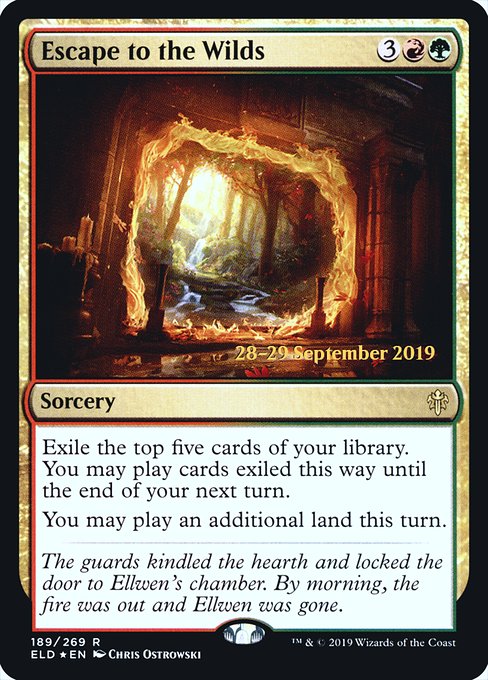 Escape to the Wilds 3
28–29 September 2019
Sorcery
Exile the top five cards of your library.
You may play cards exiled this way until
the end of your next turn.
You may play an additional land this turn.
The guards kindled the hearth and locked the
door to Ellwen's chamber. By morning, the
fire was out and Ellwen was gone.
189/269 R
ELD ★ EN Chris Ostrowski
™ & © 2019 Wizards of the Coast